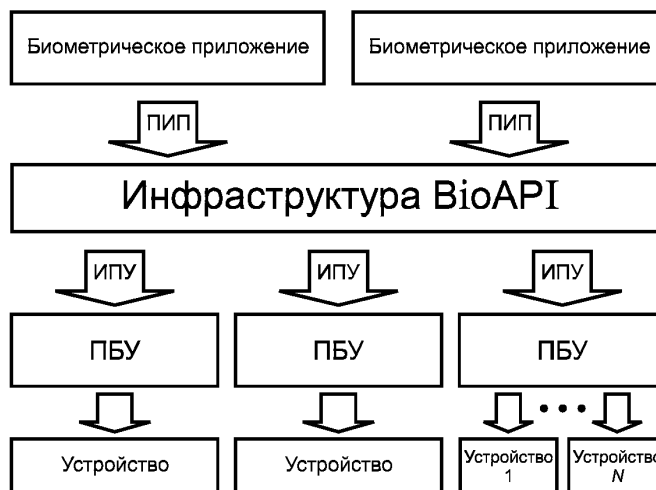 Биометрическое приложение
Биометрическое приложение
ПИП
ПИП
Инфраструктура BioAPI
ИПУ
ИПУ
ИПУ
ПБУ
ПБУ
ПБУ
• • •
Устройство
Устройство
Устройство
1
Устройство
N